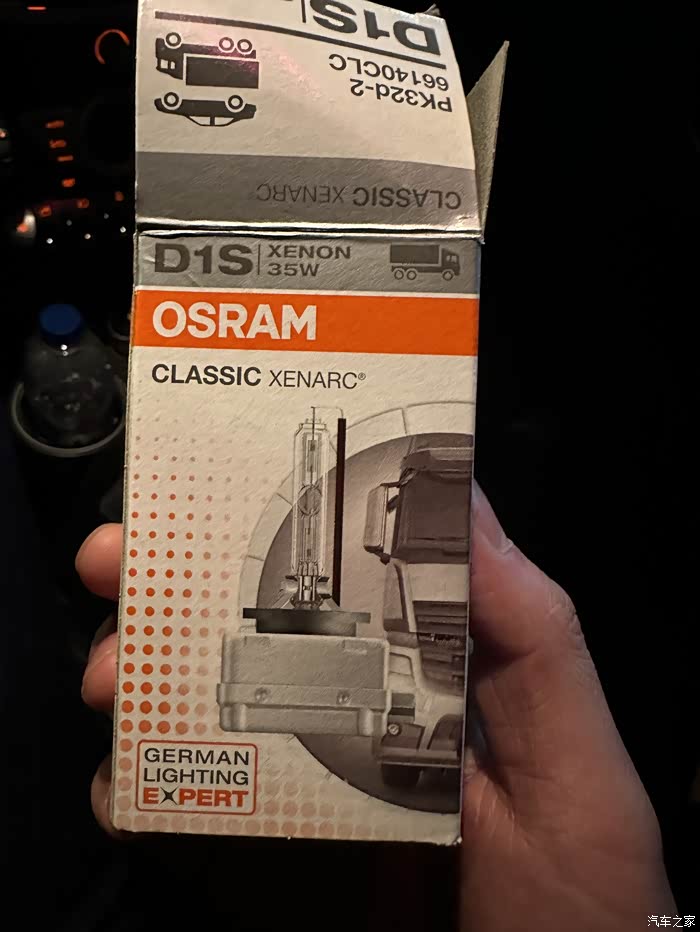 D1S
PK32d-2
66140CLC
CLASSIC XENARC
D1S XENON
35W
OSRAM
CLASSIC XENARC®
GERMAN
LIGHTING
EXPERT
汽车之家